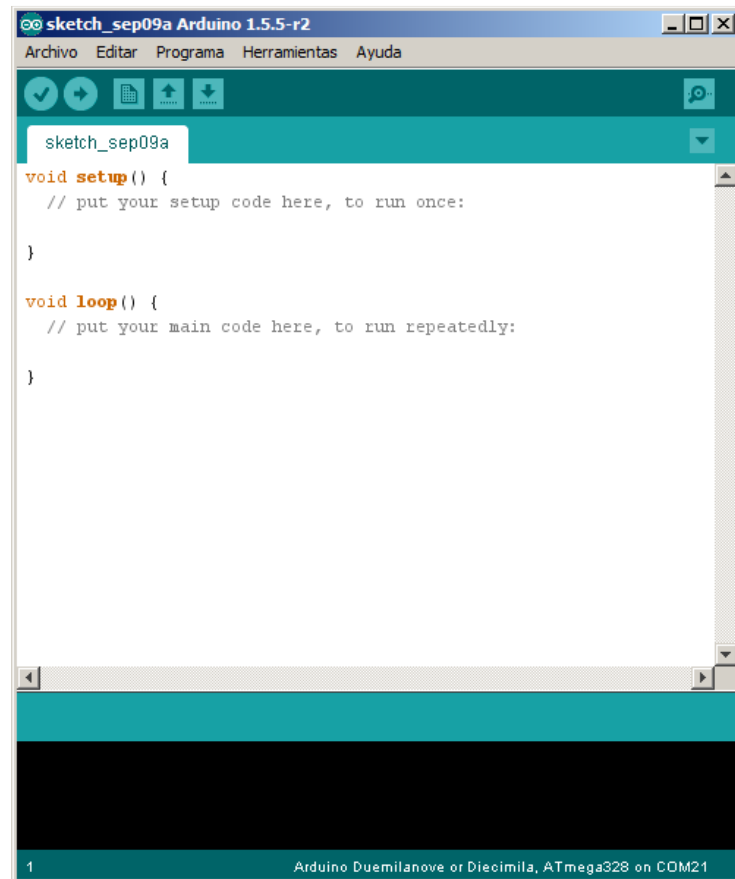 sketch_sep09a Arduino 1.5.5-r2
Archivo Editar Programa Herramientas Ayuda
sketch_sep09a
void setup() {
// put your setup code here, to run once:
}
void loop() {
// put your main code here, to run repeatedly:
}
1 Arduino Duemilanove or Diecimila, ATmega328 on COM21